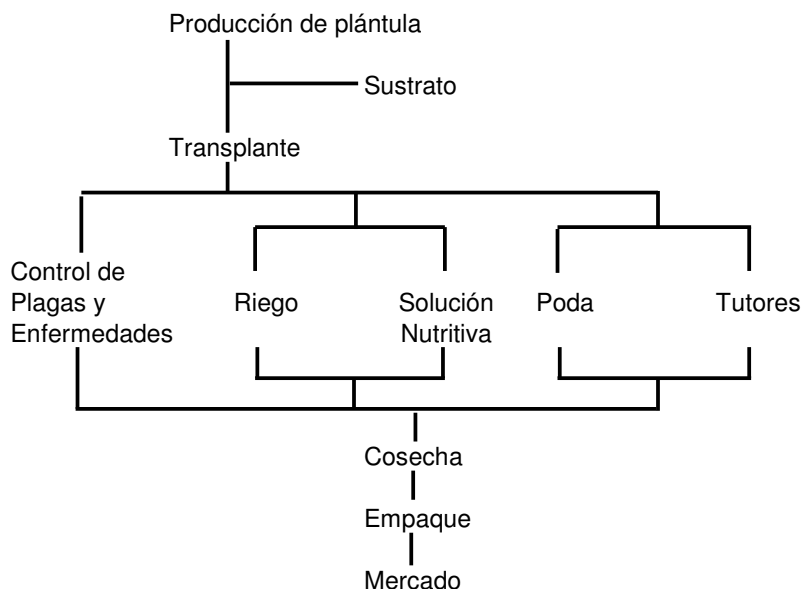 Producción de plántula
Sustrato
Transplante
Control de
Plagas y
Enfermedades
Riego
Solución
Nutritiva
Poda
Tutores
Cosecha
Empaque
Mercado